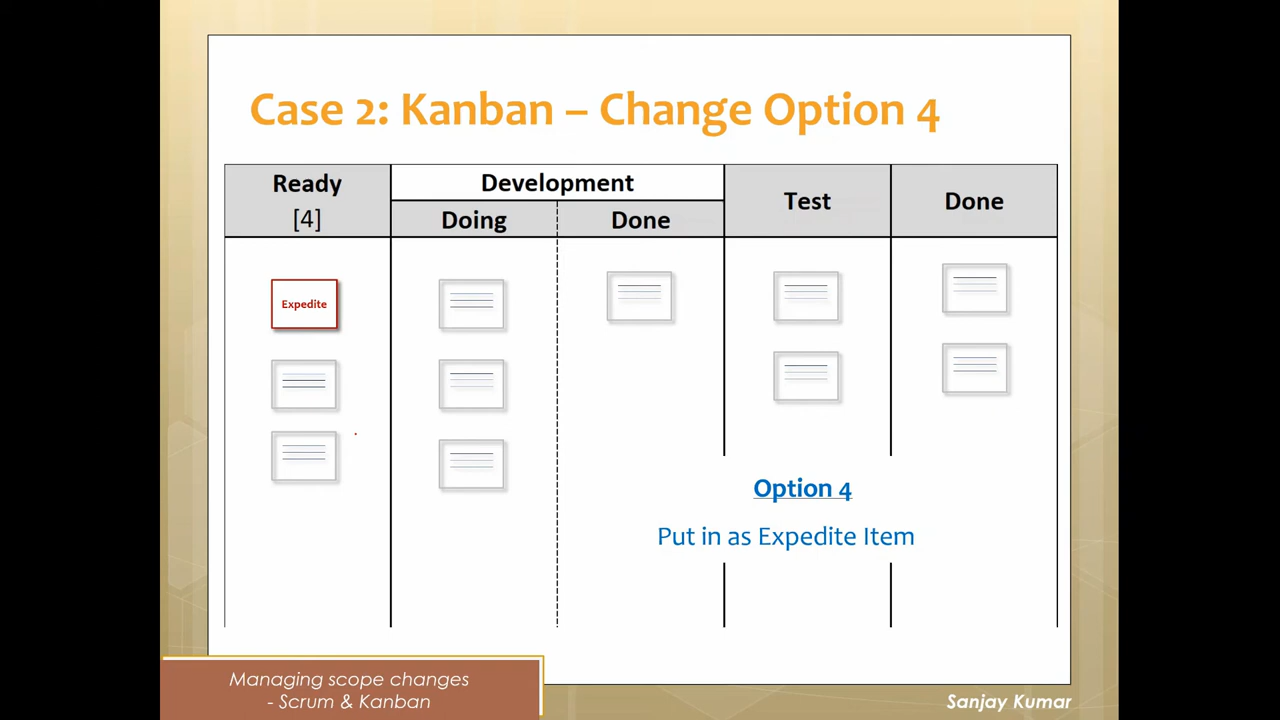 Case 2: Kanban – Change Option 4
Ready
[4]
Development
Doing
Done
Test
Done
Expedite
Option 4
Put in as Expedite Item
Managing scope changes
- Scrum & Kanban
Sanjay Kumar